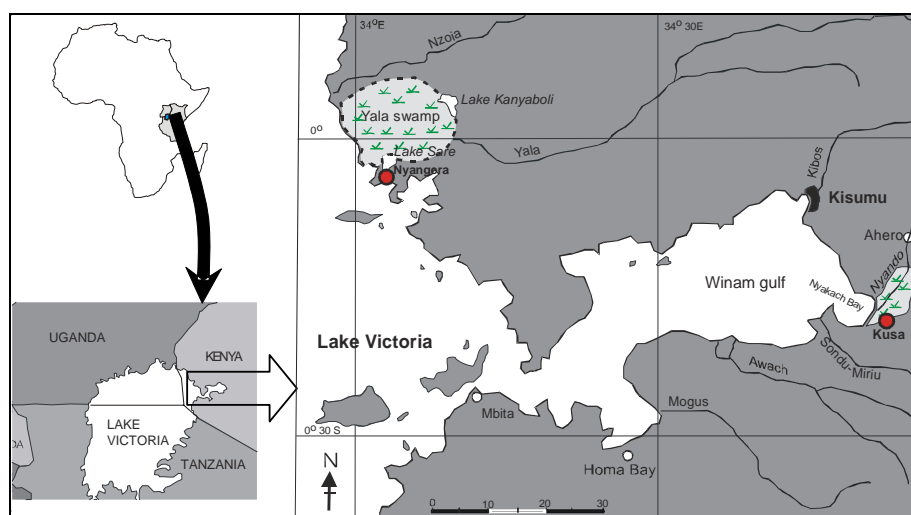 UGANDA
KENYA
LAKE
VICTORIA
TANZANIA
DA
34°E
34° 30E
Nzoia
Lake Kanyaboli
Yala swamp
0°
Lake Sare
Yala
Nyangera
Kibos
Kisumu
Ahero
Nyando
Winam gulf
Nyakach Bay
Kusa
Lake Victoria
Sondu-Miriu
Awach
Mbita
Mogus
0° 30 S
N
Homa Bay
0 10 20 30